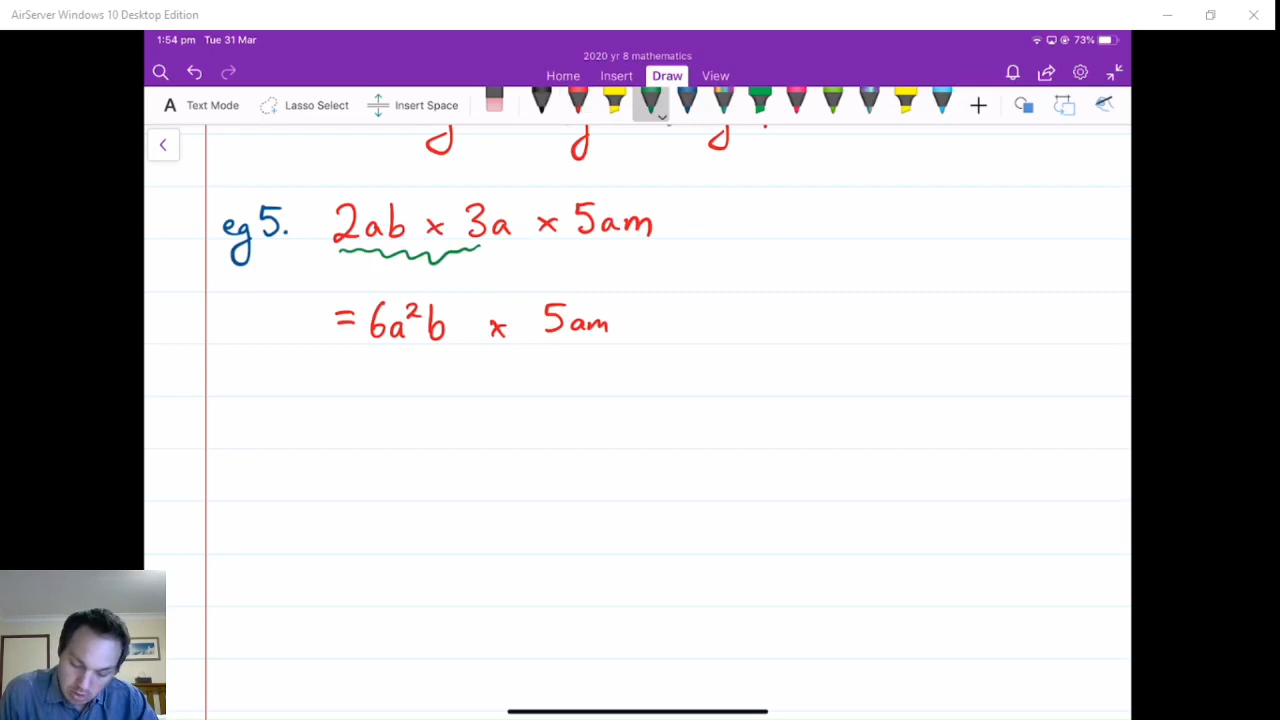 AirServer Windows 10 Desktop Edition
1:54 pm Tue 31 Mar
73%
2020 yr 8 mathematics
Home Insert Draw View
A Text Mode Lasso Select Insert Space
eg 5. 2ab × 3a × 5am
= 6a²b × 5am